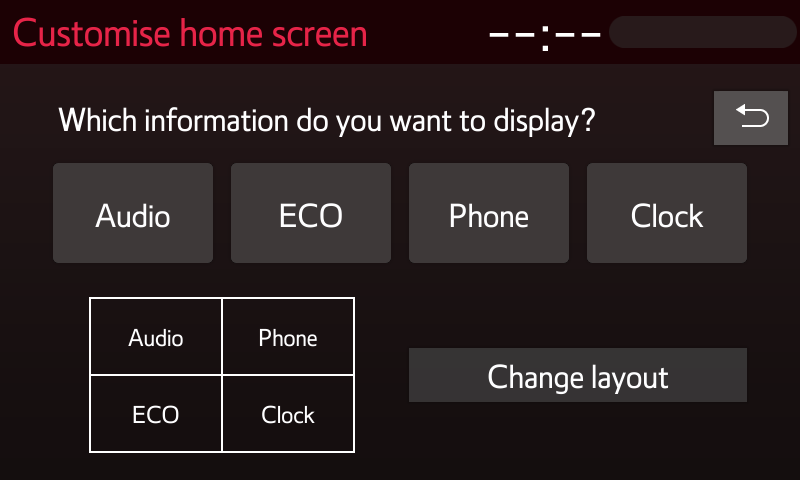 Customise home screen --:--
Which information do you want to display?
Audio ECO Phone Clock
Audio Phone
ECO Clock
Change layout